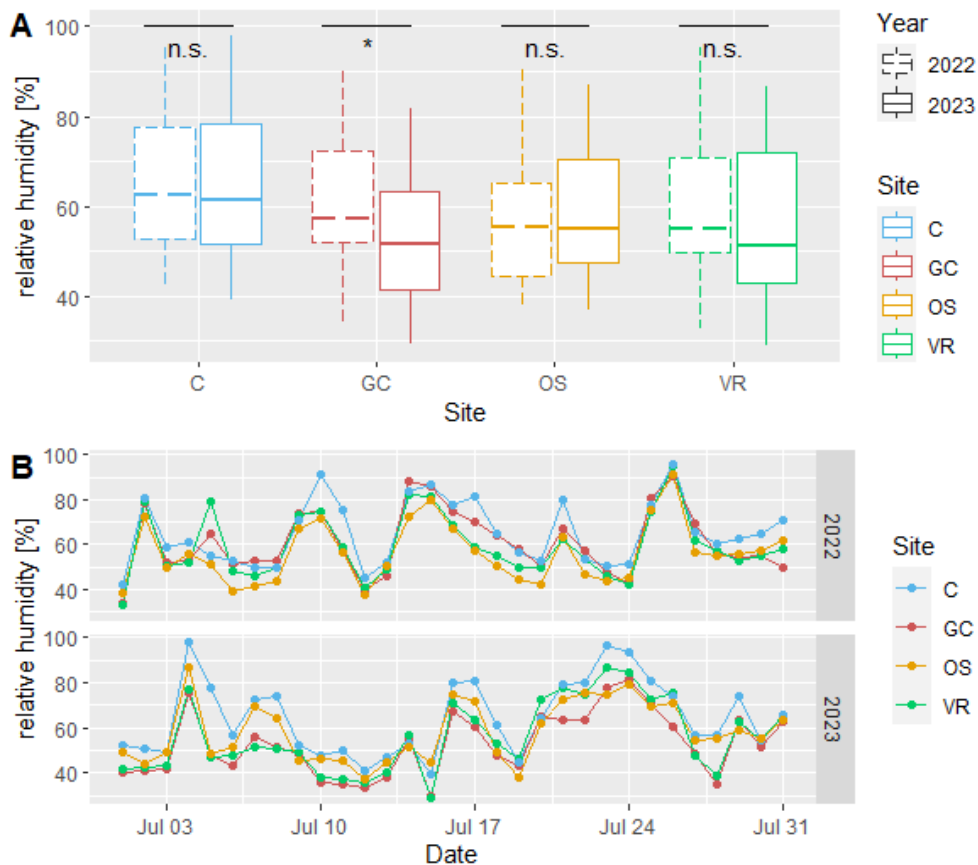 A
relative humidity [%]
100
80
60
40
n.s.
*
n.s.
n.s.
C
GC
OS
VR
Site
Year
2022
2023
Site
C
GC
OS
VR
B
relative humidity [%]
100
80
60
40
2022
relative humidity [%]
100
80
60
40
2023
Jul 03
Jul 10
Jul 17
Jul 24
Jul 31
Date
Site
C
GC
OS
VR